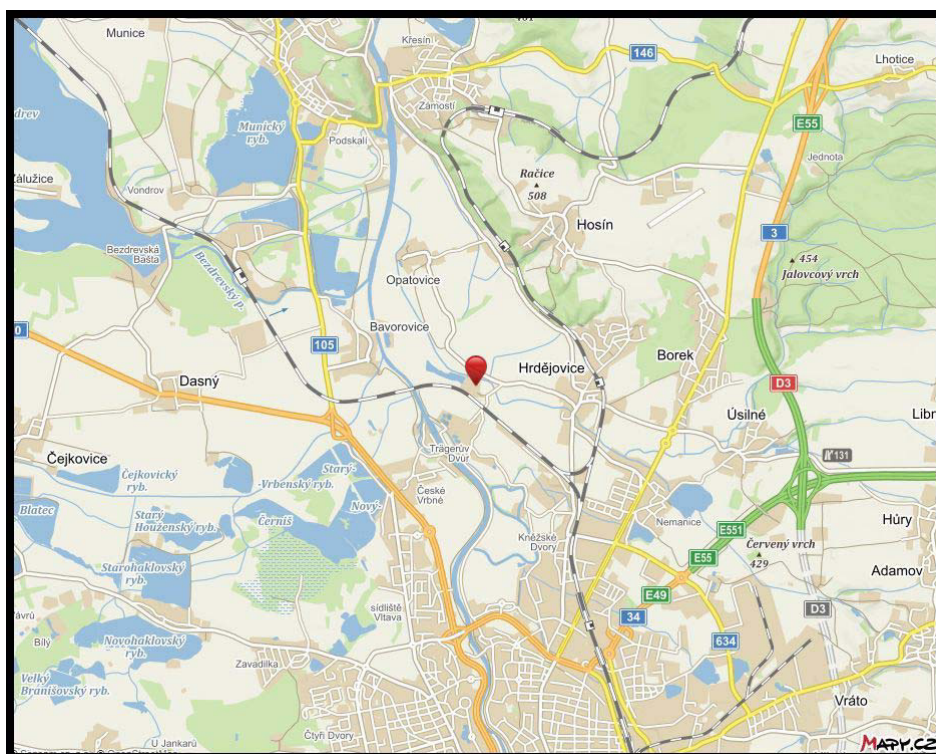 Munice
Křesín
461
146
Lhotice
Zámostí
Munický
ryb.
Podskalí
E55
Jednota
Zálužice
Vondrov
Račice
508
Hosín
3
454
Jalovcový vrch
Bezdrevská
Bašta
Bezdrevský p.
Opatovice
Bavorovice
105
Hrdějovice
Borek
Dasný
D3
Úsilné
Čejkovice
Trägerův
Dvůr
131
Čejkovický
ryb.
Starý-
-Vrbenský ryb.
Nový-
České
Vrbné
Blatec
Starý
Houženský ryb.
Černiš
Nemanice
E551
Húry
Kněžské
Dvory
E55
Červený vrch
429
Starohaklovský
ryb.
Adamov
E49
D3
sídliště
Vltava
34
Bílý
Novohaklovský
ryb.
634
Zavadilka
Velký
Branišovský ryb.
Vráto
U Jankarů
Čtyři Dvory
MAPY.CZ